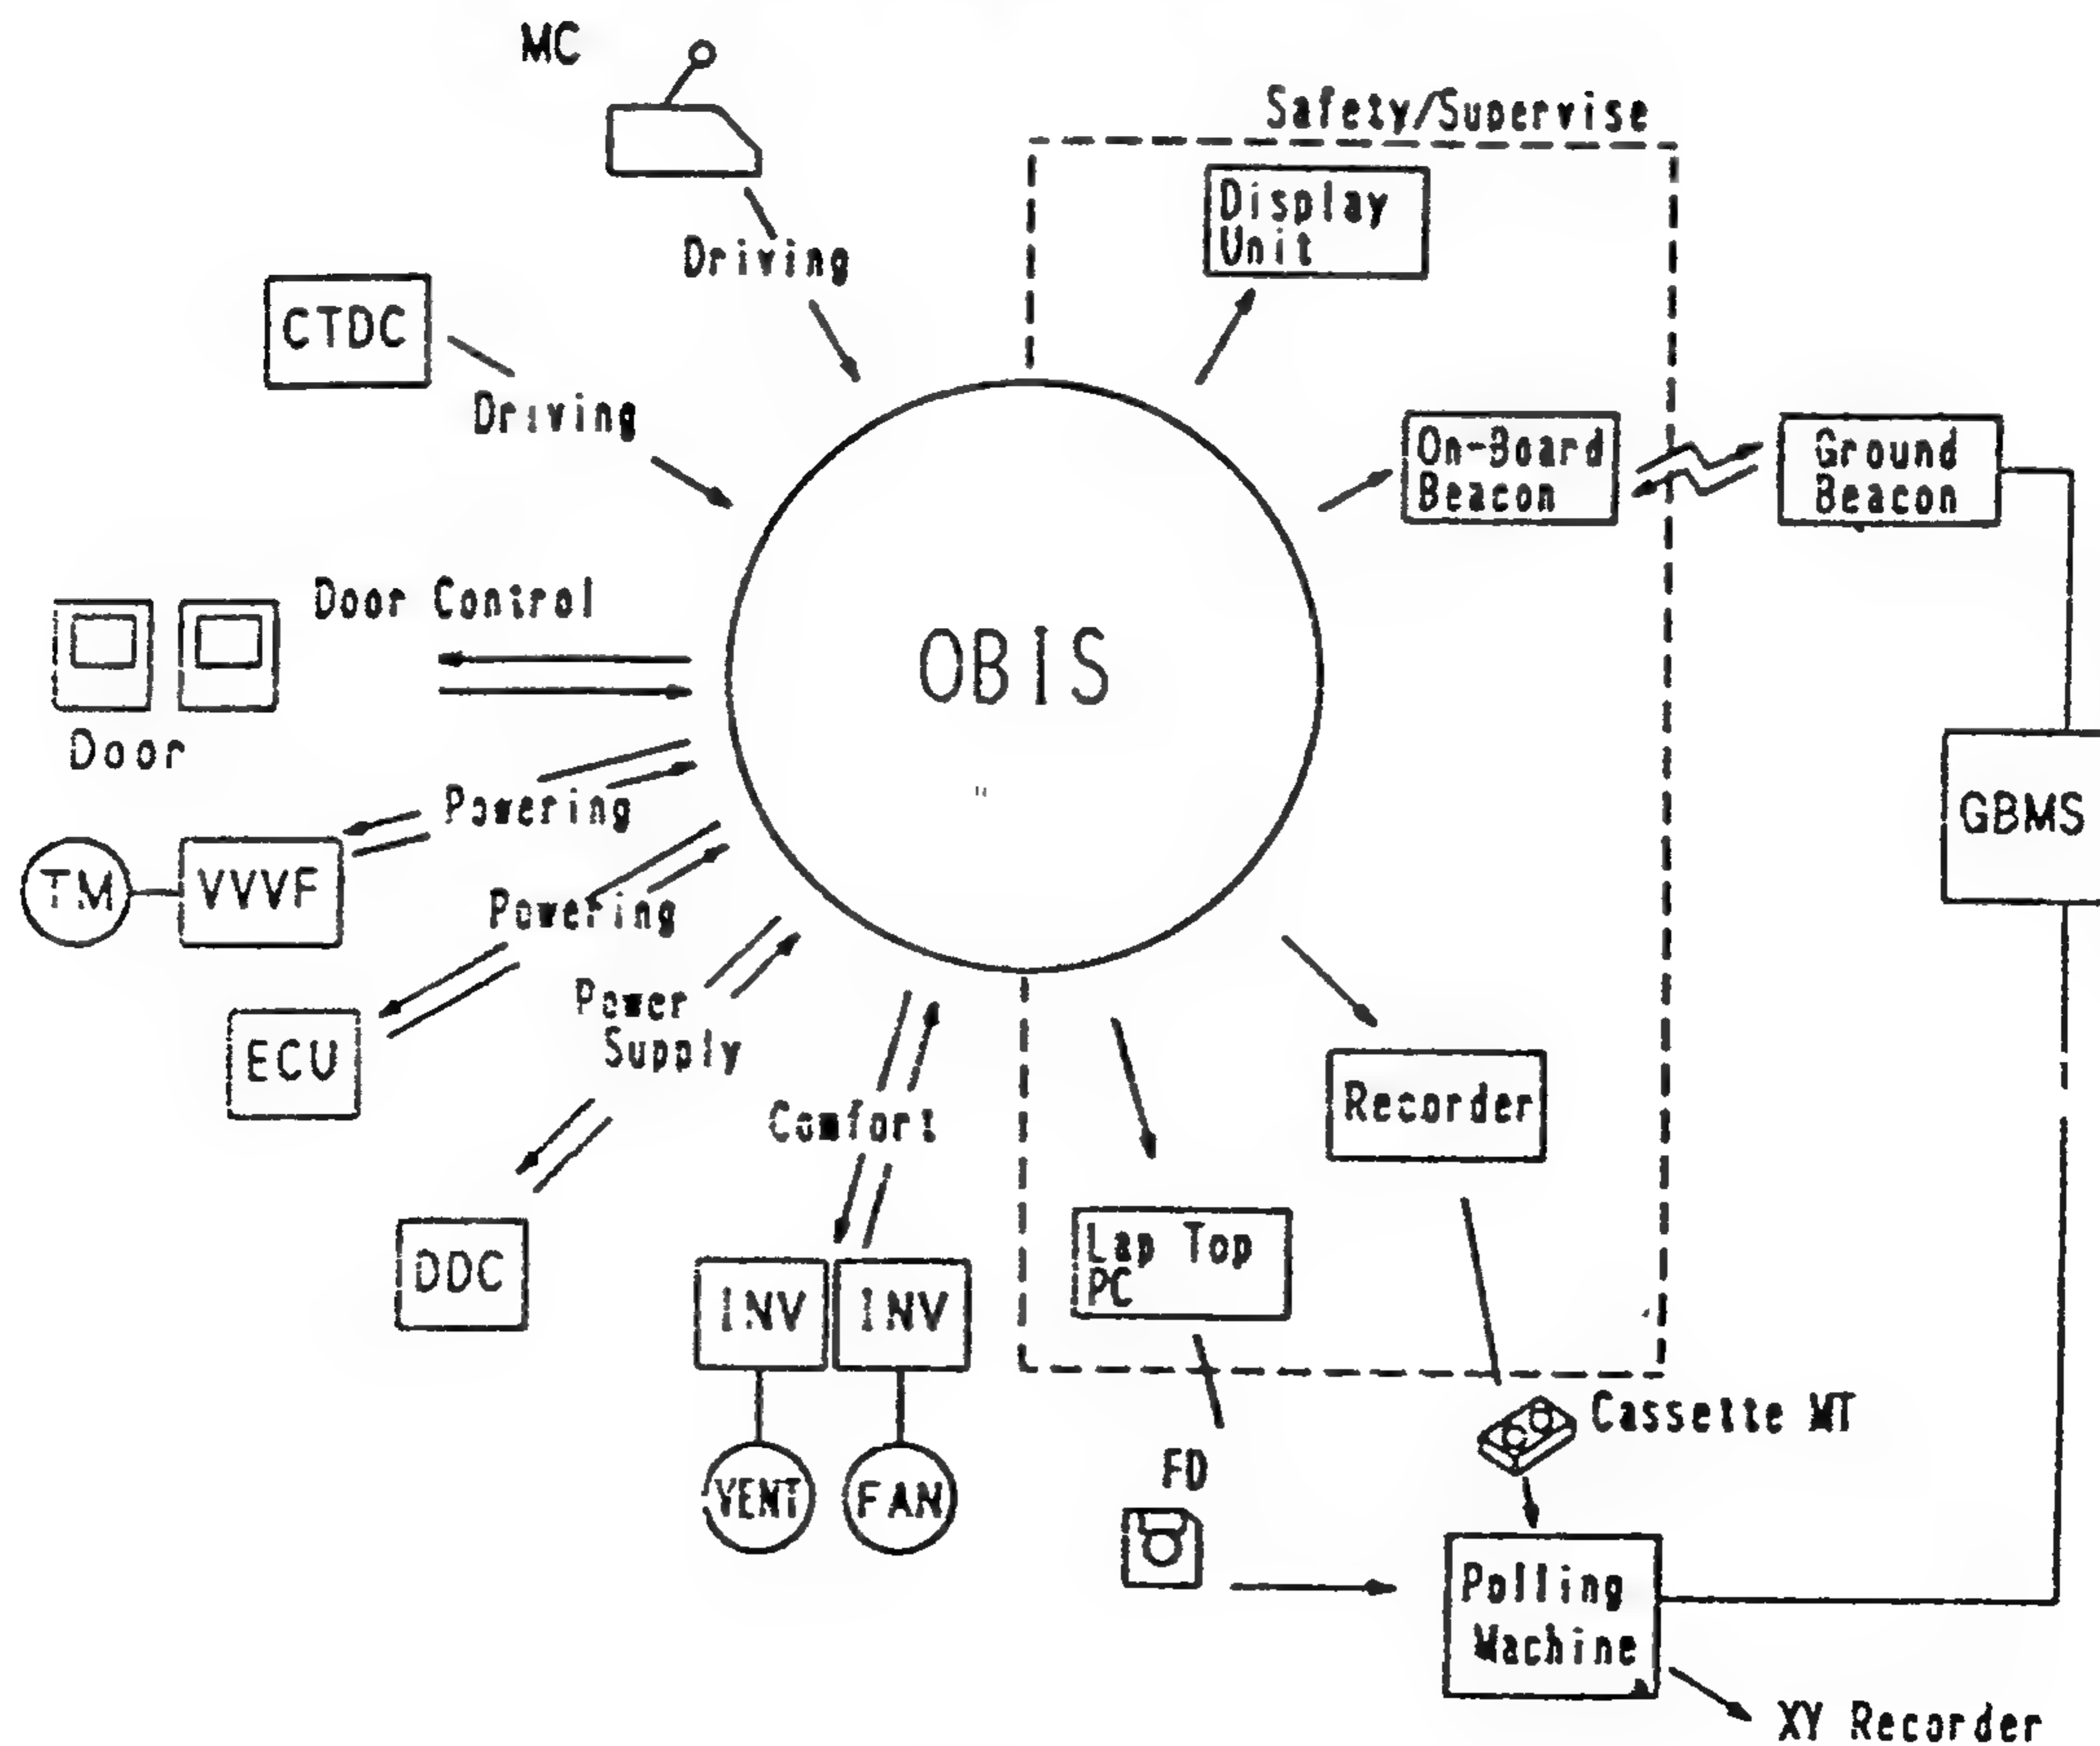 MC
Safety/Supervise
Display
Unit
Driving
CTDC
Driving
On-Board
Beacon
Ground
Beacon
Door Control
OBIS
Door
Powering
GBMS
TM
VVVF
Powering
Power
Supply
ECU
Comfort
Recorder
DDC
Lap Top
PC
INV
INV
Cassette MT
FD
VENT
FAN
Polling
Machine
XY Recorder